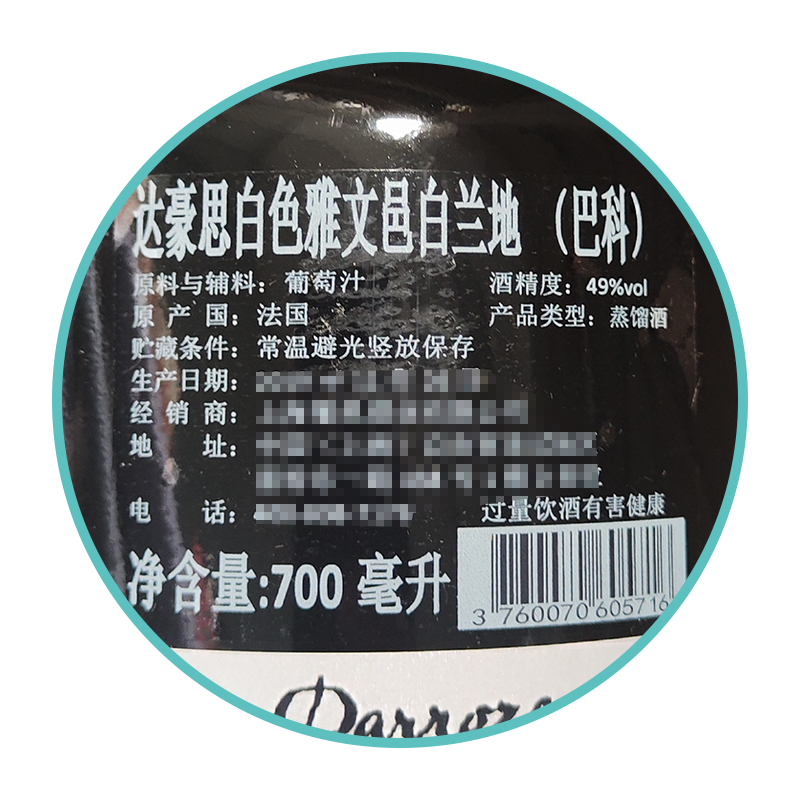 达豪思白色雅文邑白兰地（巴科）
原料与辅料：葡萄汁 酒精度：49%vol
原产国：法国 产品类型：蒸馏酒
贮藏条件：常温避光竖放保存
生产日期：
经销商：
地址：
电话： 过量饮酒有害健康
净含量:700 毫升
3 760070 605716
Darroze